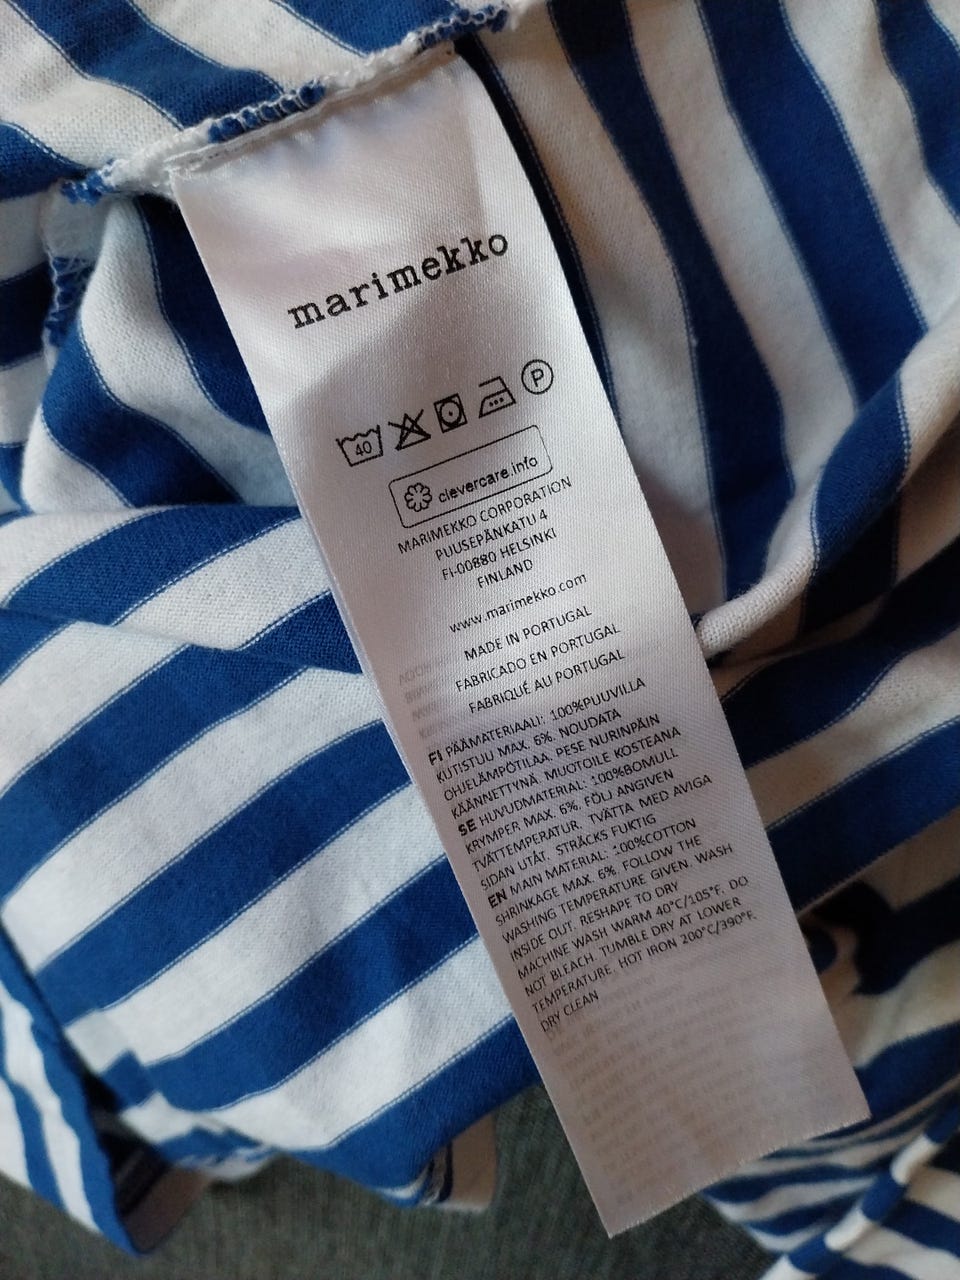 marimekko
40
P
clevercare.info
MARIMEKKO CORPORATION
PUUSEPÄNKATU 4
FI-00880 HELSINKI
FINLAND
www.marimekko.com
MADE IN PORTUGAL
FABRICADO EN PORTUGAL
FABRIQUÉ AU PORTUGAL
FI PÄÄMATERIAALI: 100%PUUVILLA
KUTISTUU MAX. 6%. NOUDATA
OHJELÄMPÖTILAA. PESE NURINPÄIN
KÄÄNNETTYNÄ. MUOTOILE KOSTEANA
SE HUVUDMATERIAL: 100%BOMULL
KRYMPER MAX. 6%. FÖLJ ANGIVEN
TVÄTTEMPERATUR. TVÄTTA MED AVIGA
SIDAN UTÅT. STRÄCKS FUKTIG
EN MAIN MATERIAL: 100%COTTON
SHRINKAGE MAX. 6%. FOLLOW THE
WASHING TEMPERATURE GIVEN. WASH
INSIDE OUT. RESHAPE TO DRY
MACHINE WASH WARM 40°C/105°F. DO
NOT BLEACH. TUMBLE DRY AT LOWER
TEMPERATURE. HOT IRON 200°C/390°F.
DRY CLEAN